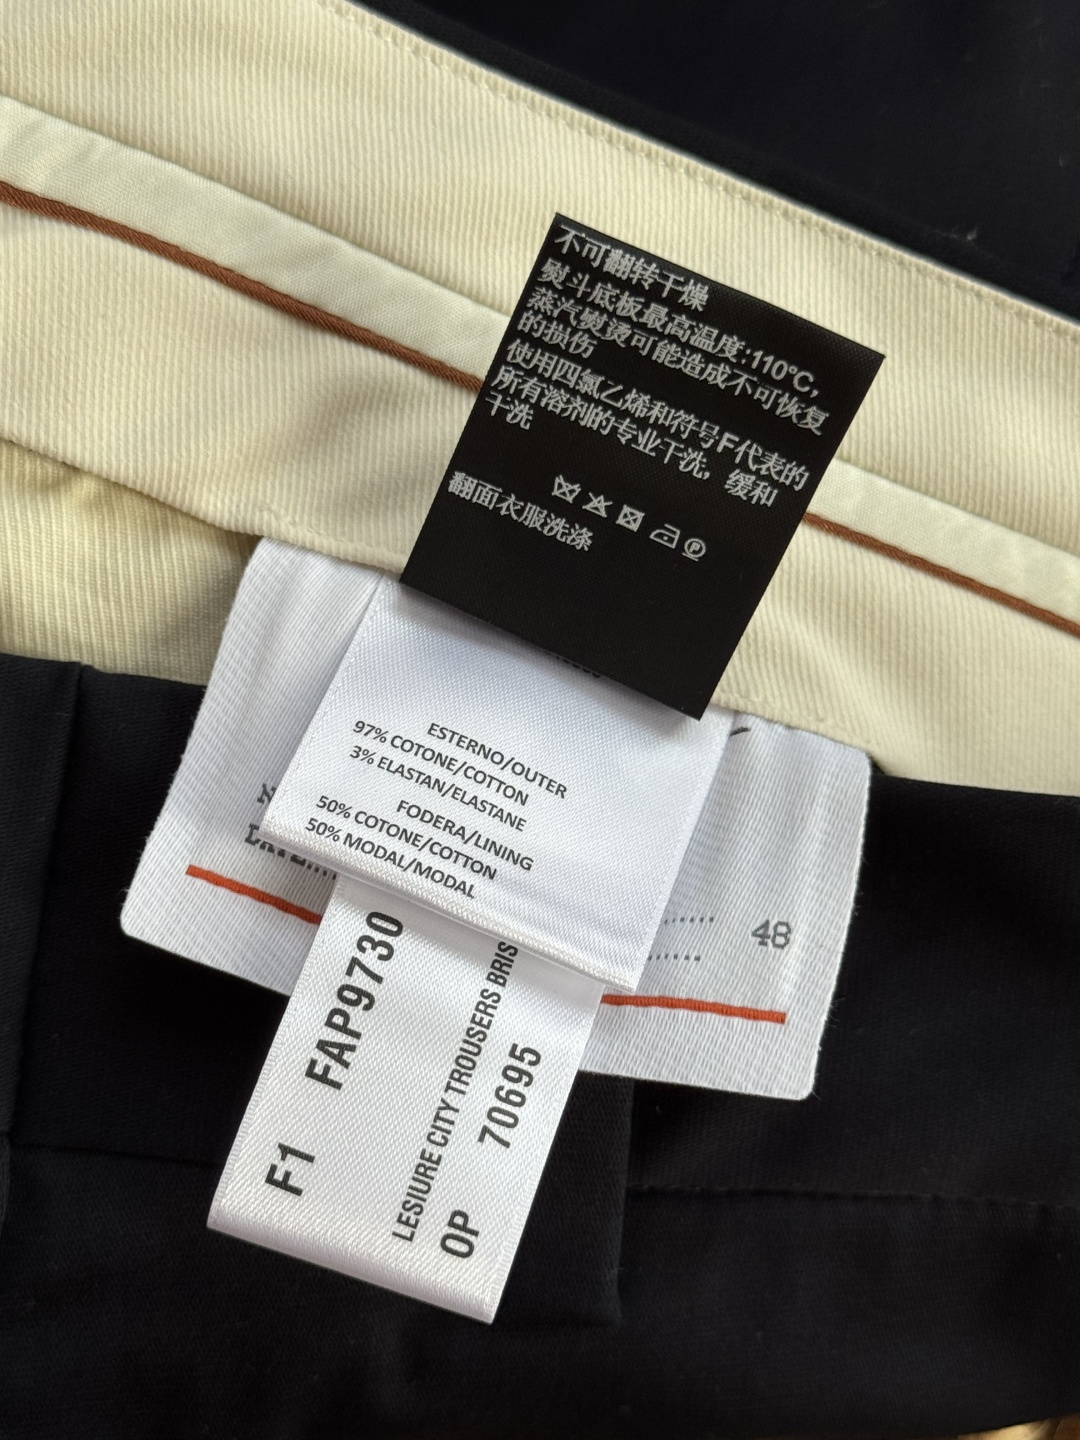 不可翻转干燥
熨斗底板最高温度:110°C,
蒸汽熨烫可能造成不可恢复
的损伤
使用四氯乙烯和符号F代表的
所有溶剂的专业干洗, 缓和
干洗
翻面衣服洗涤
ESTERNO/OUTER
97% COTONE/COTTON
3% ELASTAN/ELASTANE
FODERA/LINING
50% COTONE/COTTON
50% MODAL/MODAL
48
F1 FAP9730
LESIURE CITY TROUSERS BRIS
OP 70695